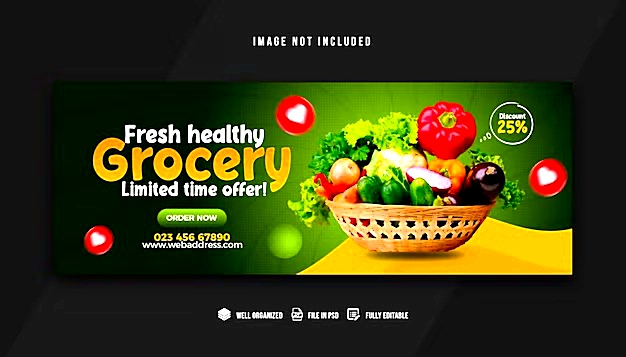 IMAGE NOT INCLUDED
Fresh healthy
Grocery
Limited time offer!
ORDER NOW
023 456 67890
www.webaddress.com
Discount
25%
WELL ORGANIZED
FILE IN PSD
FULLY EDITABLE